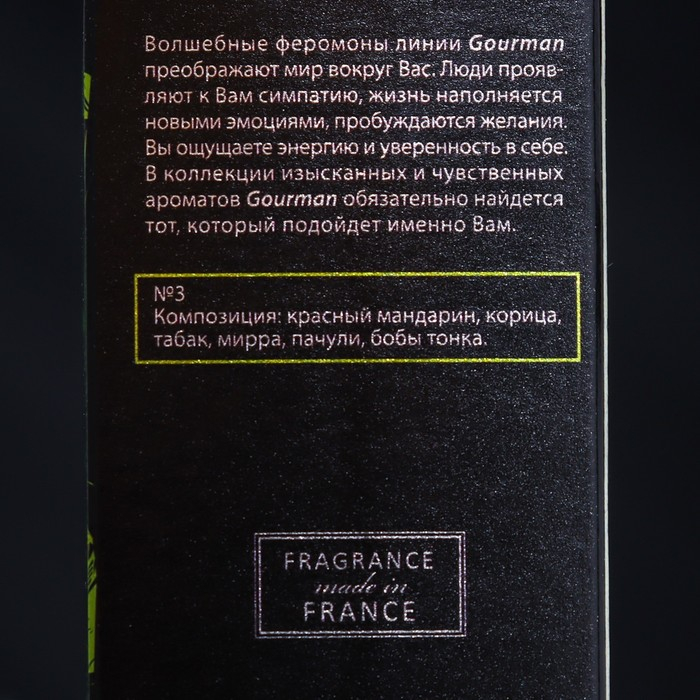 Волшебные феромоны линии Gourman
преображают мир вокруг Вас. Люди прояв-
ляют к Вам симпатию, жизнь наполняется
новыми эмоциями, пробуждаются желания.
Вы ощущаете энергию и уверенность в себе.
В коллекции изысканных и чувственных
ароматов Gourman обязательно найдется
тот, который подойдет именно Вам.
№3
Композиция: красный мандарин, корица,
табак, мирра, пачули, бобы тонка.
FRAGRANCE
made in
FRANCE